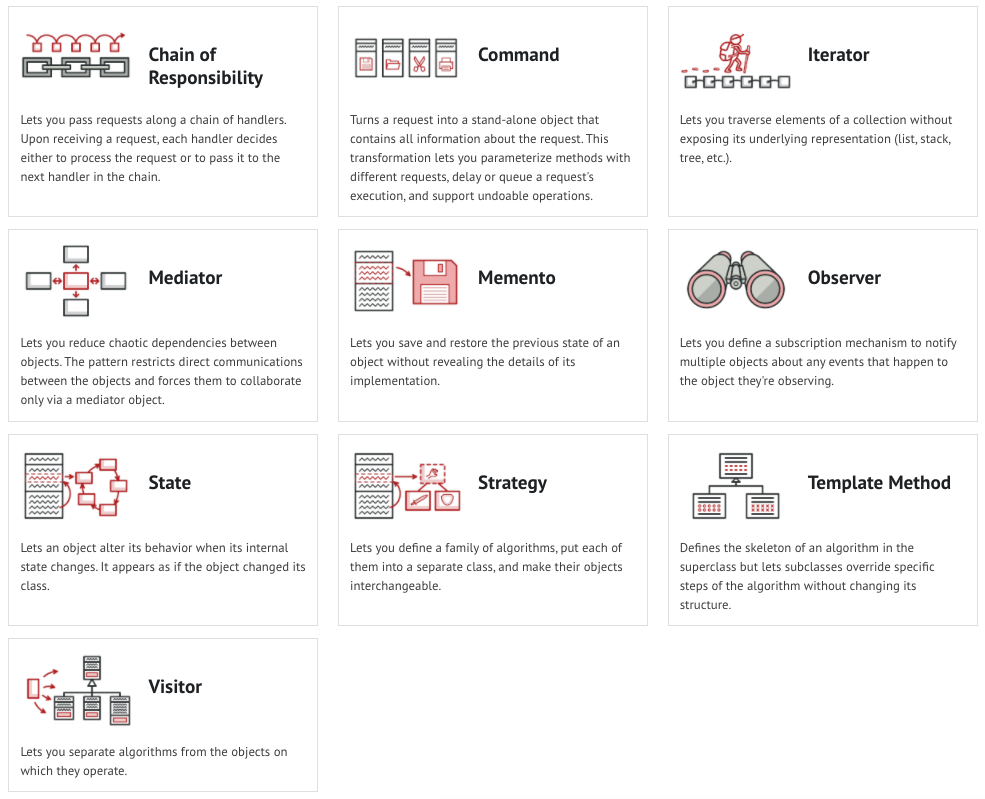 Chain of
Responsibility
Lets you pass requests along a chain of handlers.
Upon receiving a request, each handler decides
either to process the request or to pass it to the
next handler in the chain.
Command
Turns a request into a stand-alone object that
contains all information about the request. This
transformation lets you parameterize methods with
different requests, delay or queue a request's
execution, and support undoable operations.
Iterator
Lets you traverse elements of a collection without
exposing its underlying representation (list, stack,
tree, etc.).
Mediator
Lets you reduce chaotic dependencies between
objects. The pattern restricts direct communications
between the objects and forces them to collaborate
only via a mediator object.
Memento
Lets you save and restore the previous state of an
object without revealing the details of its
implementation.
Observer
Lets you define a subscription mechanism to notify
multiple objects about any events that happen to
the object they're observing.
State
Lets an object alter its behavior when its internal
state changes. It appears as if the object changed its
class.
Strategy
Lets you define a family of algorithms, put each of
them into a separate class, and make their objects
interchangeable.
Template Method
Defines the skeleton of an algorithm in the
superclass but lets subclasses override specific
steps of the algorithm without changing its
structure.
Visitor
Lets you separate algorithms from the objects on
which they operate.